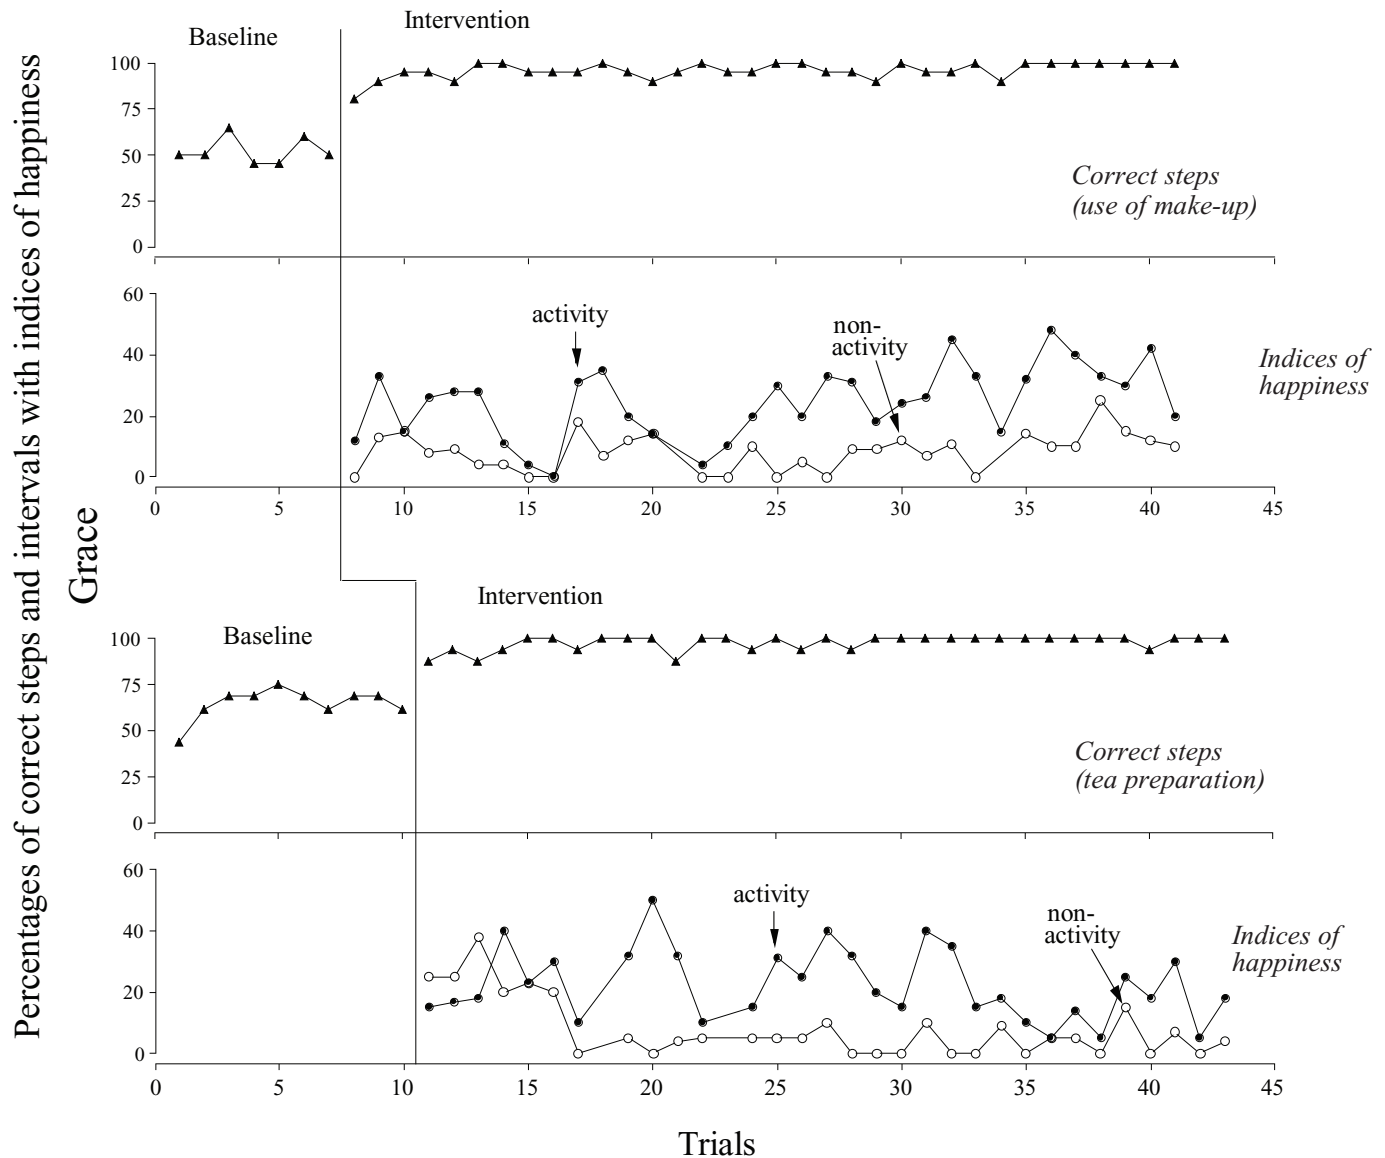 Percentages of correct steps and intervals with indices of happiness
Grace
Baseline
Intervention
100
75
50
25
0
Correct steps
(use of make-up)
60
40
20
0
activity
non-
activity
Indices of
happiness
0 5 10 15 20 25 30 35 40 45
Intervention
Baseline
100
75
50
25
0
Correct steps
(tea preparation)
60
40
20
0
activity
non-
activity
Indices of
happiness
0 5 10 15 20 25 30 35 40 45
Trials